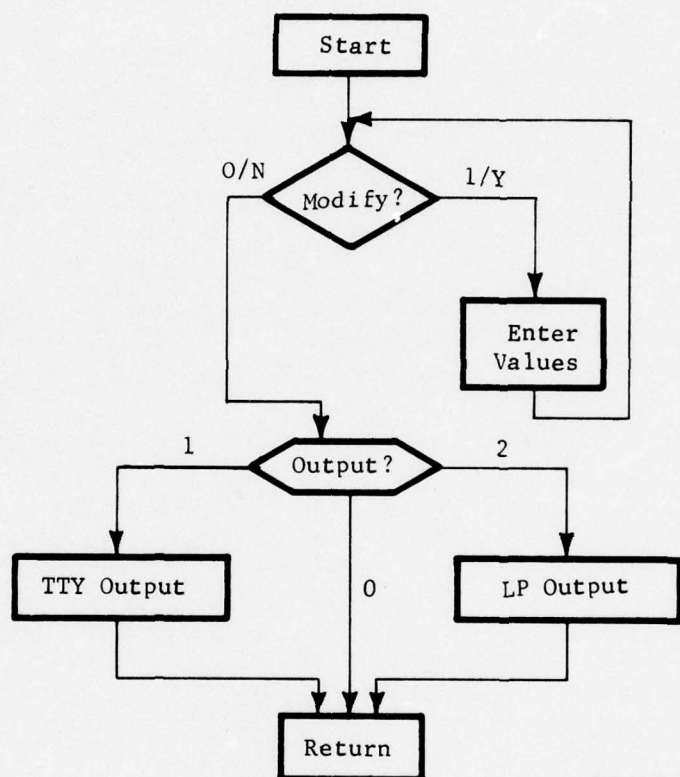 Start
0/N
1/Y
Modify?
Enter
Values
1
Output?
2
TTY Output
0
LP Output
Return